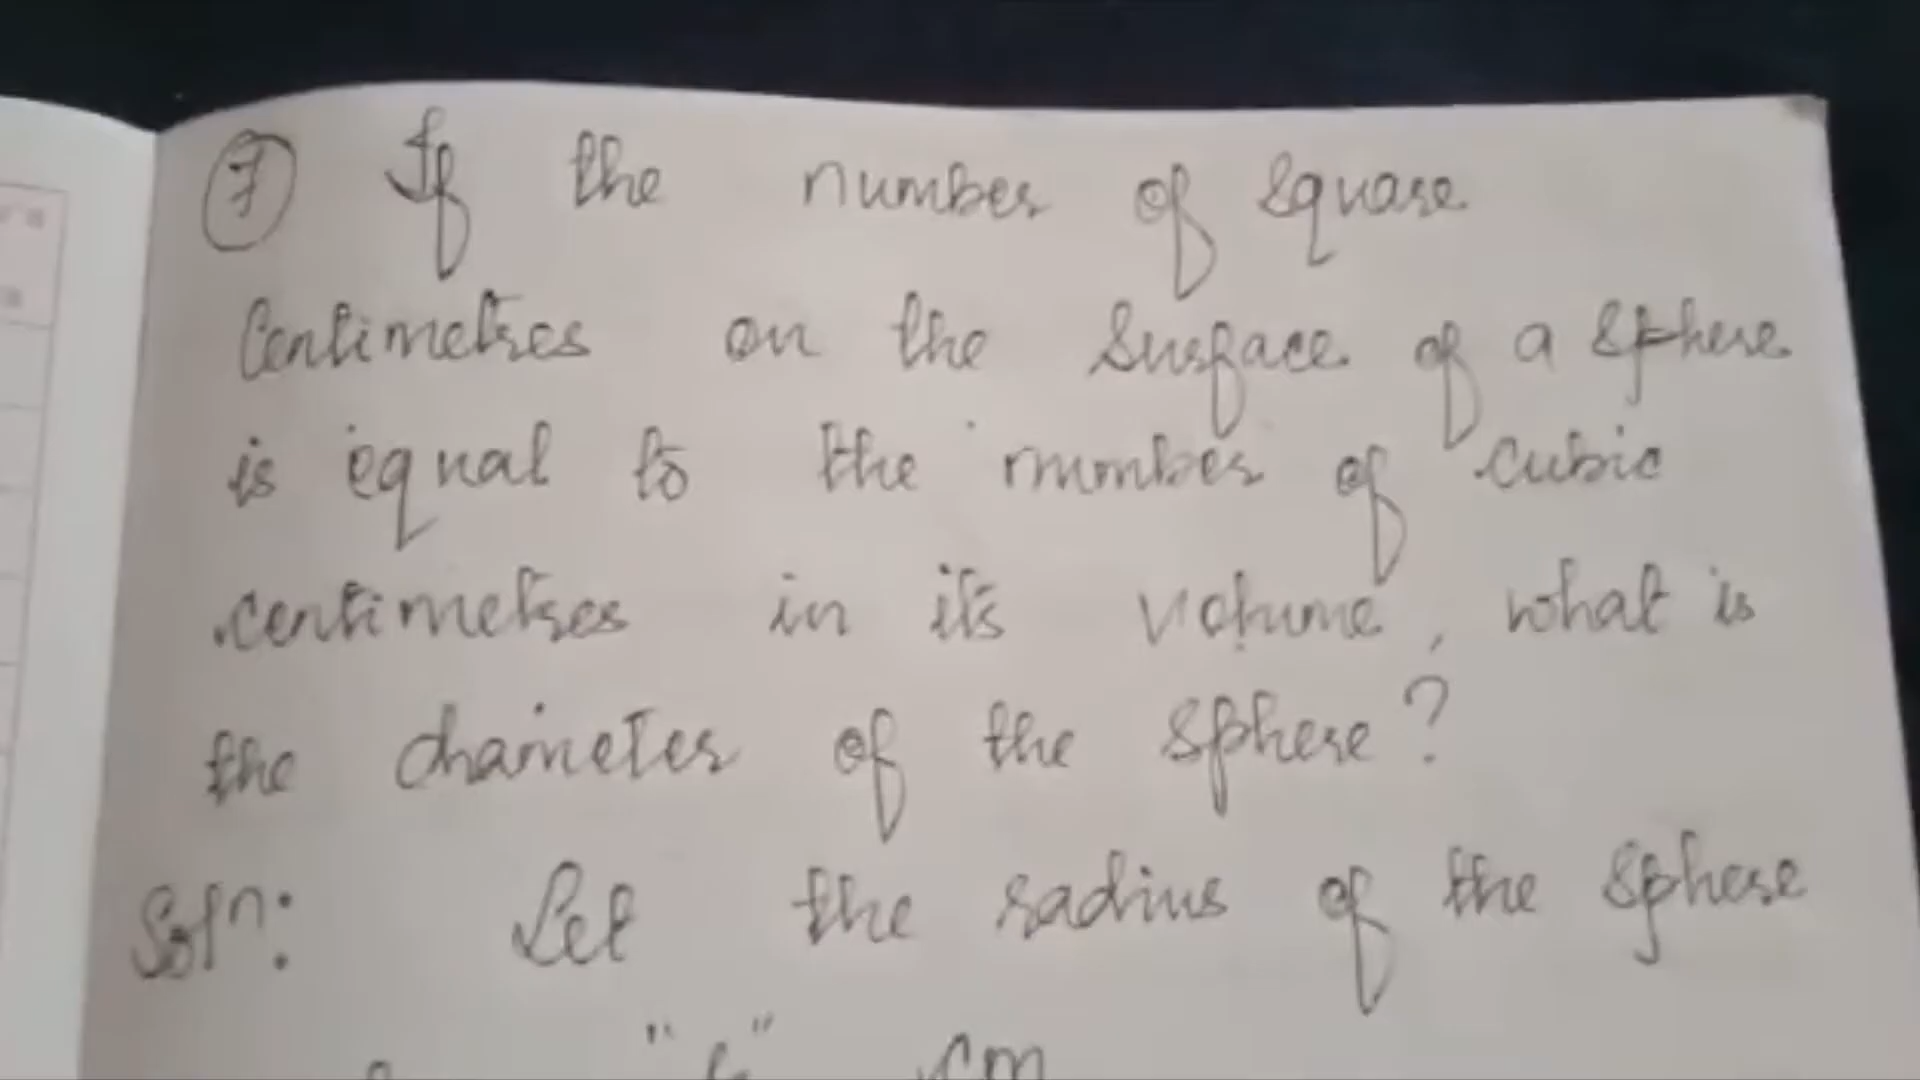 7 If the number of square
Centimetres on the surface of a sphere
is equal to the number of cubic
centimetres in its volume, what is
the diameter of the sphere?
Soln: Let the radius of the sphere
" " cm